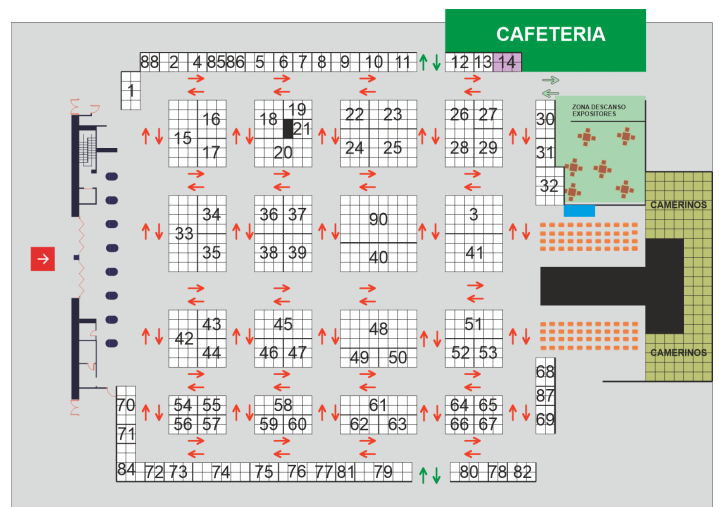 CAFETERIA
88 2 4 85 86 5 6 7 8 9 10 11 12 13 14
1
ZONA DESCANSO
EXPOSITORES
15 16 17
18 19 21 20
22 23 24 25
26 27 28 29
30
31
32
33 34 35
36 37 38 39
90 40
3 41
CAMERINOS
42 43 44
45 46 47
48 49 50
51 52 53
CAMERINOS
68
87
69
70
71
84
54 55 56 57
58 59 60
61 62 63
64 65 66 67
72 73 74 75 76 77 81 79 80 78 82